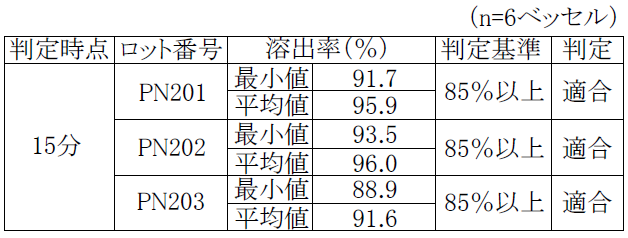 (n=6ベッセル)
判定時点 ロット番号 溶出率(%) 判定基準 判定
15分 PN201 最小値 91.7 85%以上 適合
平均値 95.9
PN202 最小値 93.5 85%以上 適合
平均値 96.0
PN203 最小値 88.9 85%以上 適合
平均値 91.6